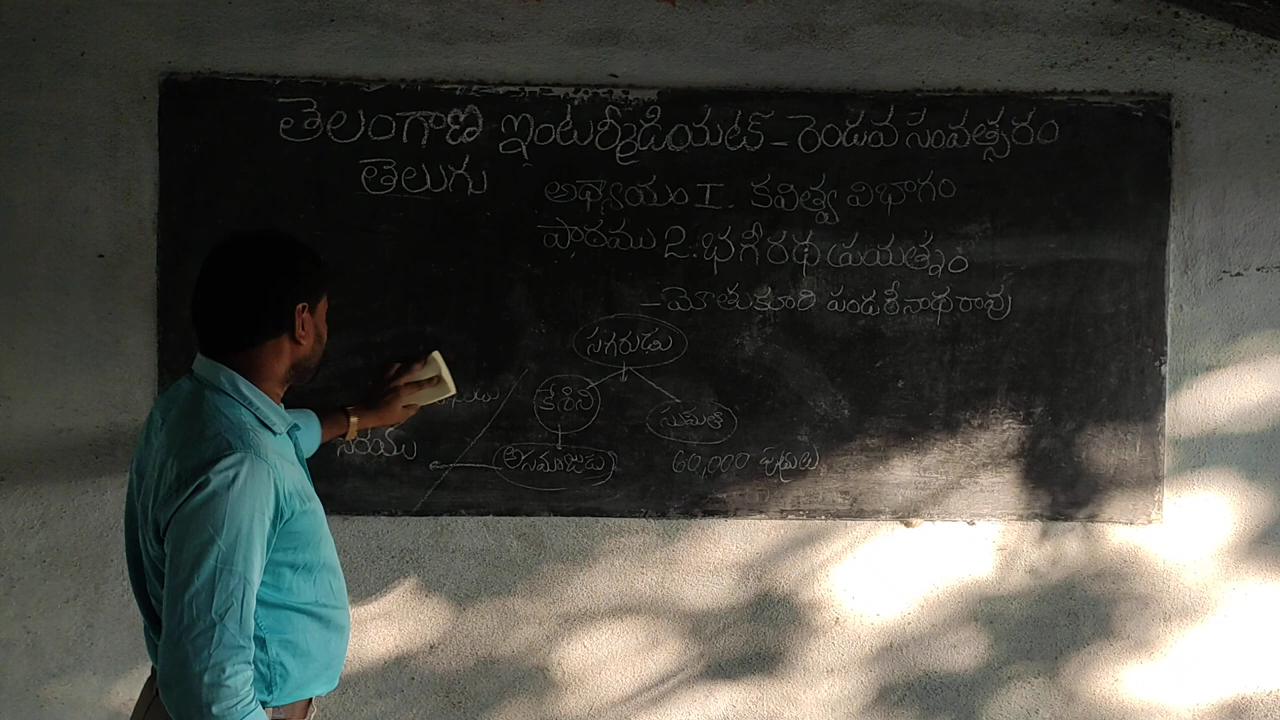 తెలంగాణ ఇంటర్మీడియట్ - రెండవ సంవత్సరం
తెలుగు
అధ్యాయం I. కవిత్వ విభాగం
పాఠము 2. భగీరథ ప్రయత్నం
- మోతుకూరి పండరీనాథరావు
సగరుడు
కేశిని
సుమతి
అసమంజుడు
60,000 పుత్రులు